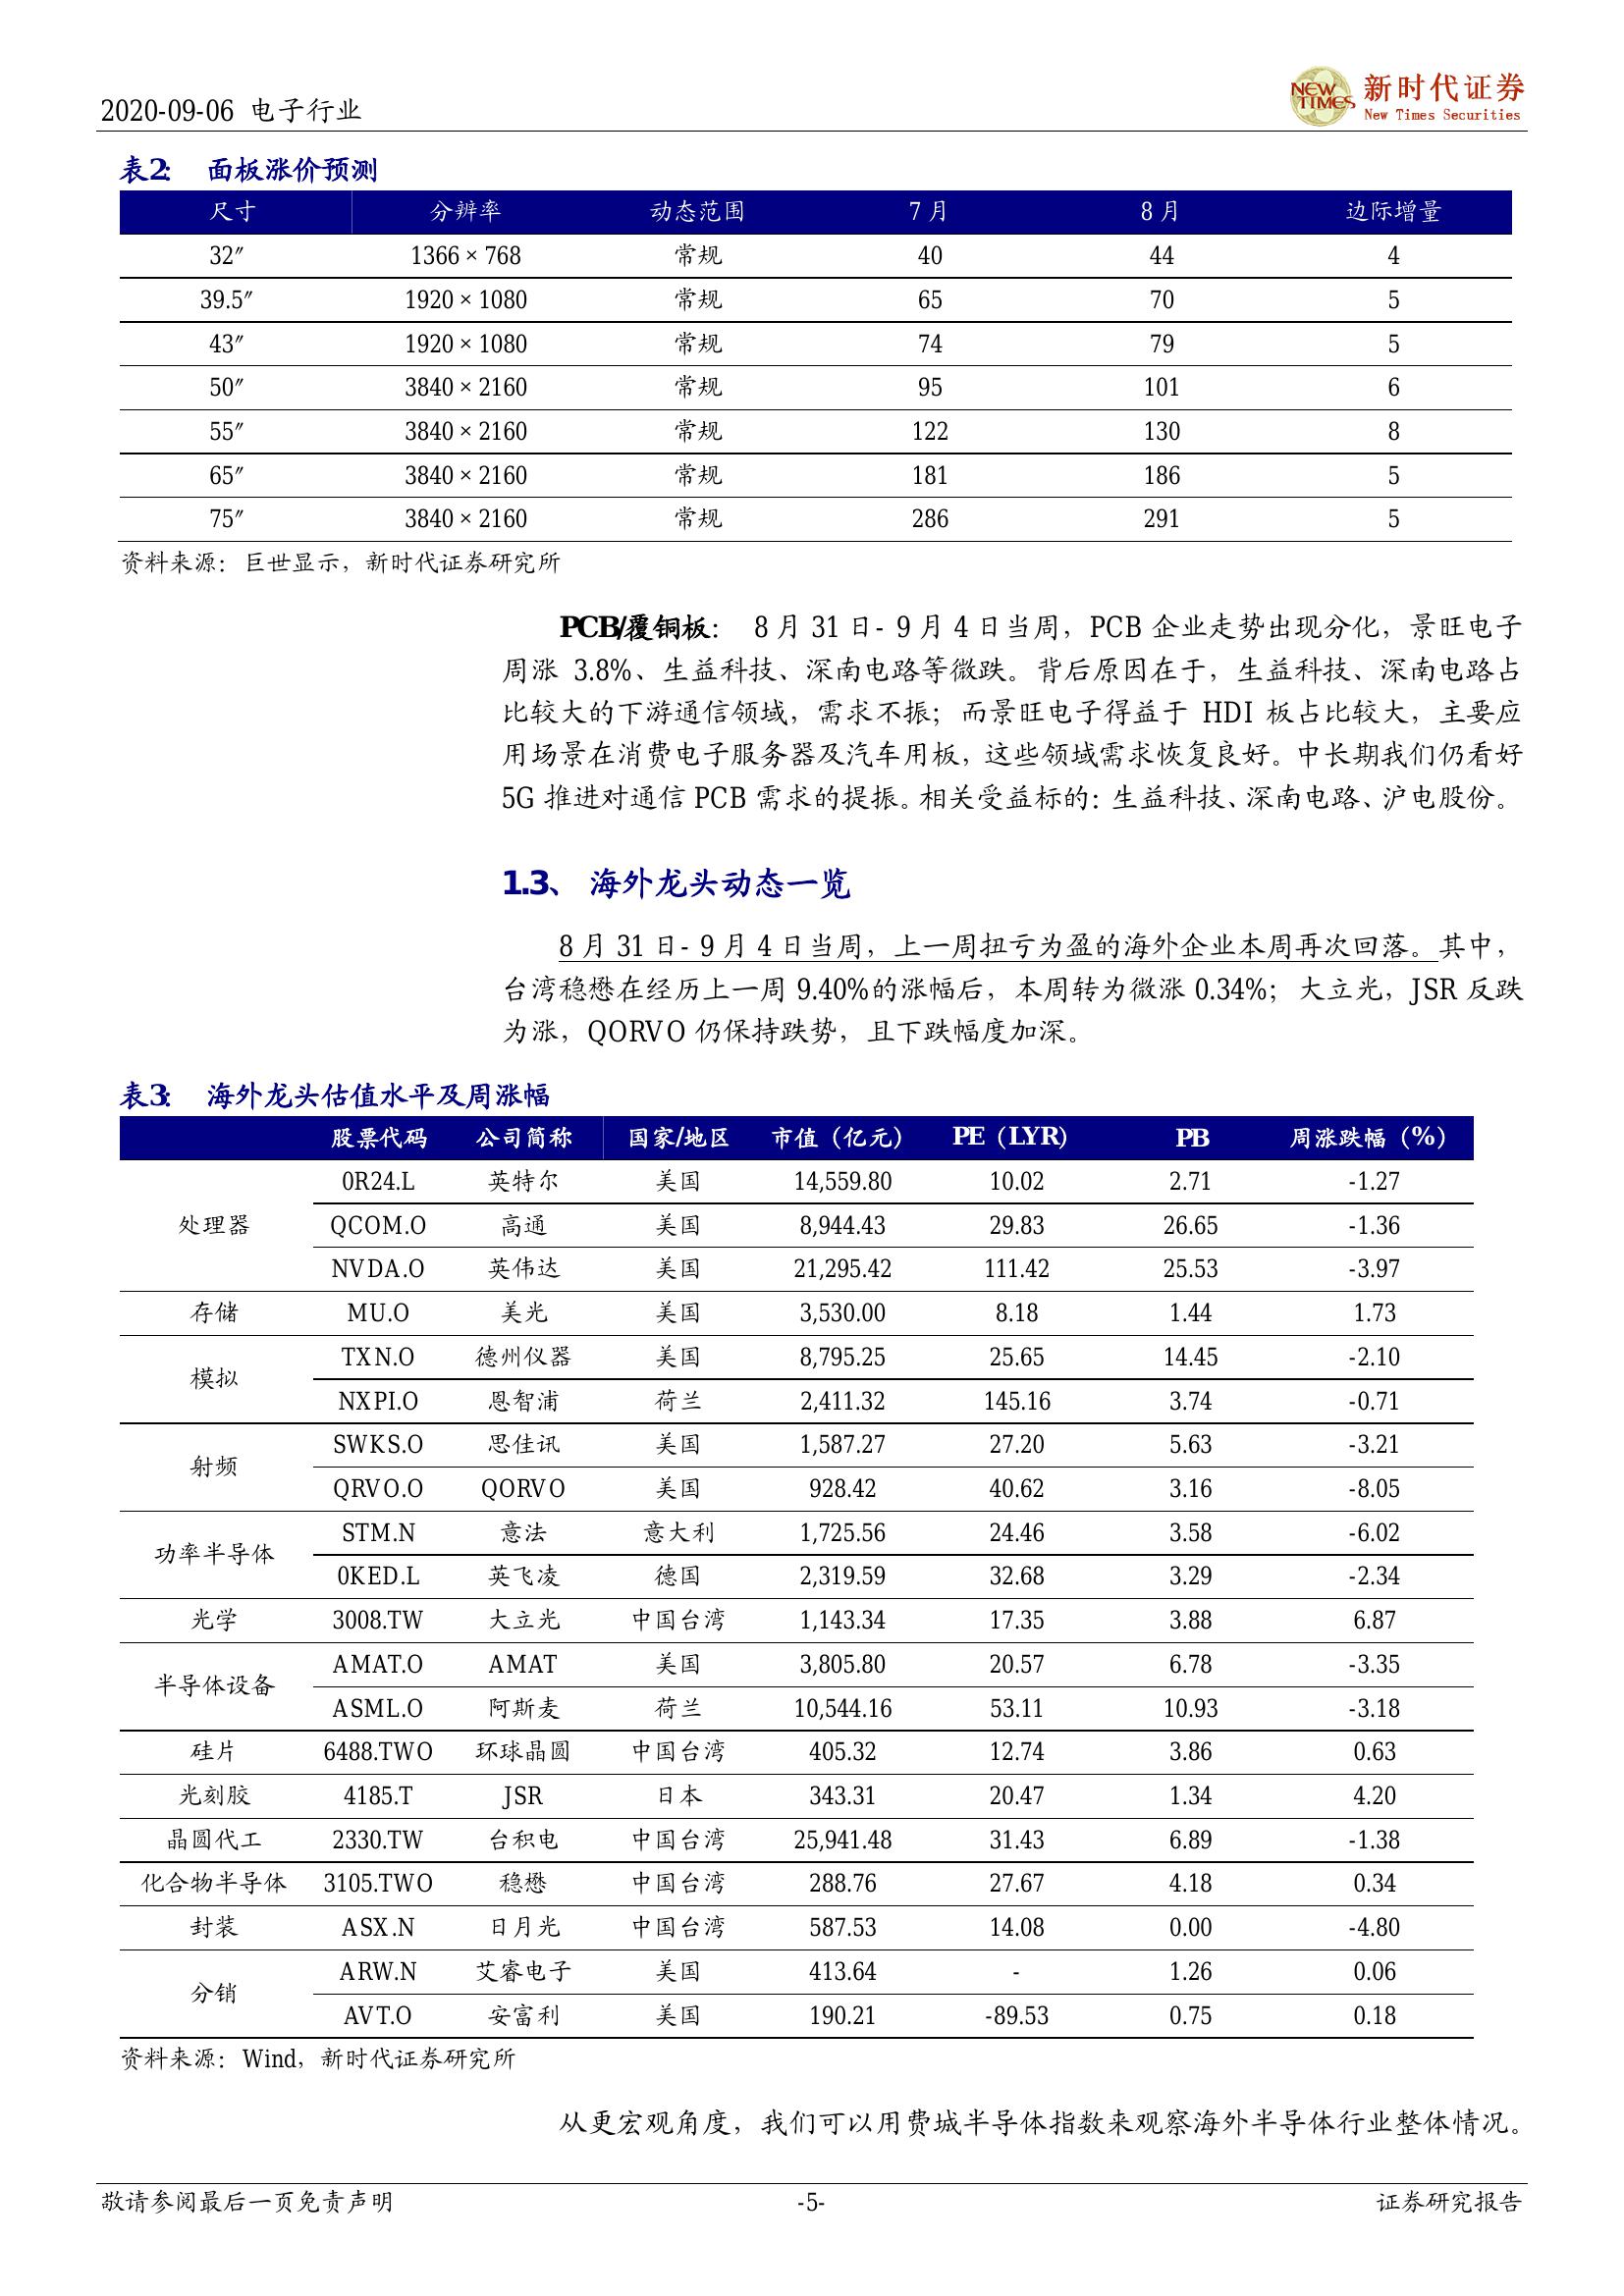 2020-09-06 电子行业
NEW TIMES 新时代证券
New Times Securities
表2: 面板涨价预测
尺寸 分辨率 动态范围 7 月 8 月 边际增量
32″ 1366 × 768 常规 40 44 4
39.5″ 1920 × 1080 常规 65 70 5
43″ 1920 × 1080 常规 74 79 5
50″ 3840 × 2160 常规 95 101 6
55″ 3840 × 2160 常规 122 130 8
65″ 3840 × 2160 常规 181 186 5
75″ 3840 × 2160 常规 286 291 5
资料来源：巨世显示，新时代证券研究所
PCB/覆铜板： 8 月 31 日- 9 月 4 日当周，PCB 企业走势出现分化，景旺电子
周涨 3.8%、生益科技、深南电路等微跌。背后原因在于，生益科技、深南电路占
比较大的下游通信领域，需求不振；而景旺电子得益于 HDI 板占比较大，主要应
用场景在消费电子服务器及汽车用板，这些领域需求恢复良好。中长期我们仍看好
5G 推进对通信 PCB 需求的提振。相关受益标的：生益科技、深南电路、沪电股份。
1.3、 海外龙头动态一览
8 月 31 日- 9 月 4 日当周，上一周扭亏为盈的海外企业本周再次回落。其中，
台湾稳懋在经历上一周 9.40%的涨幅后，本周转为微涨 0.34%；大立光，JSR 反跌
为涨，QORVO 仍保持跌势，且下跌幅度加深。
表3: 海外龙头估值水平及周涨幅
股票代码 公司简称 国家/地区 市值（亿元） PE（LYR） PB 周涨跌幅（%）
处理器 0R24.L 英特尔 美国 14,559.80 10.02 2.71 -1.27
QCOM.O 高通 美国 8,944.43 29.83 26.65 -1.36
NVDA.O 英伟达 美国 21,295.42 111.42 25.53 -3.97
存储 MU.O 美光 美国 3,530.00 8.18 1.44 1.73
模拟 TXN.O 德州仪器 美国 8,795.25 25.65 14.45 -2.10
NXPI.O 恩智浦 荷兰 2,411.32 145.16 3.74 -0.71
射频 SWKS.O 思佳讯 美国 1,587.27 27.20 5.63 -3.21
QRVO.O QORVO 美国 928.42 40.62 3.16 -8.05
功率半导体 STM.N 意法 意大利 1,725.56 24.46 3.58 -6.02
0KED.L 英飞凌 德国 2,319.59 32.68 3.29 -2.34
光学 3008.TW 大立光 中国台湾 1,143.34 17.35 3.88 6.87
半导体设备 AMAT.O AMAT 美国 3,805.80 20.57 6.78 -3.35
ASML.O 阿斯麦 荷兰 10,544.16 53.11 10.93 -3.18
硅片 6488.TWO 环球晶圆 中国台湾 405.32 12.74 3.86 0.63
光刻胶 4185.T JSR 日本 343.31 20.47 1.34 4.20
晶圆代工 2330.TW 台积电 中国台湾 25,941.48 31.43 6.89 -1.38
化合物半导体 3105.TWO 稳懋 中国台湾 288.76 27.67 4.18 0.34
封装 ASX.N 日月光 中国台湾 587.53 14.08 0.00 -4.80
分销 ARW.N 艾睿电子 美国 413.64 - 1.26 0.06
AVT.O 安富利 美国 190.21 -89.53 0.75 0.18
资料来源：Wind，新时代证券研究所
从更宏观角度，我们可以用费城半导体指数来观察海外半导体行业整体情况。
敬请参阅最后一页免责声明 -5- 证券研究报告